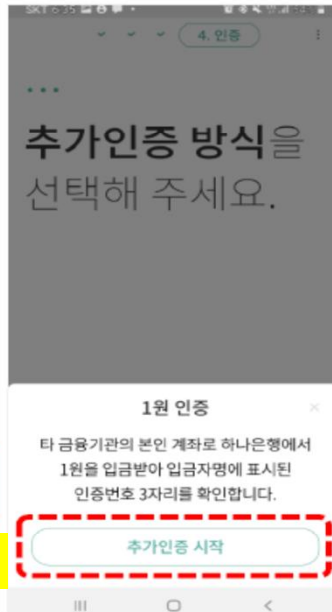 SKT 6:35
4. 인증
추가인증 방식을
선택해 주세요.
1원 인증
타 금융기관의 본인 계좌로 하나은행에서
1원을 입금받아 입금자명에 표시된
인증번호 3자리를 확인합니다.
추가인증 시작